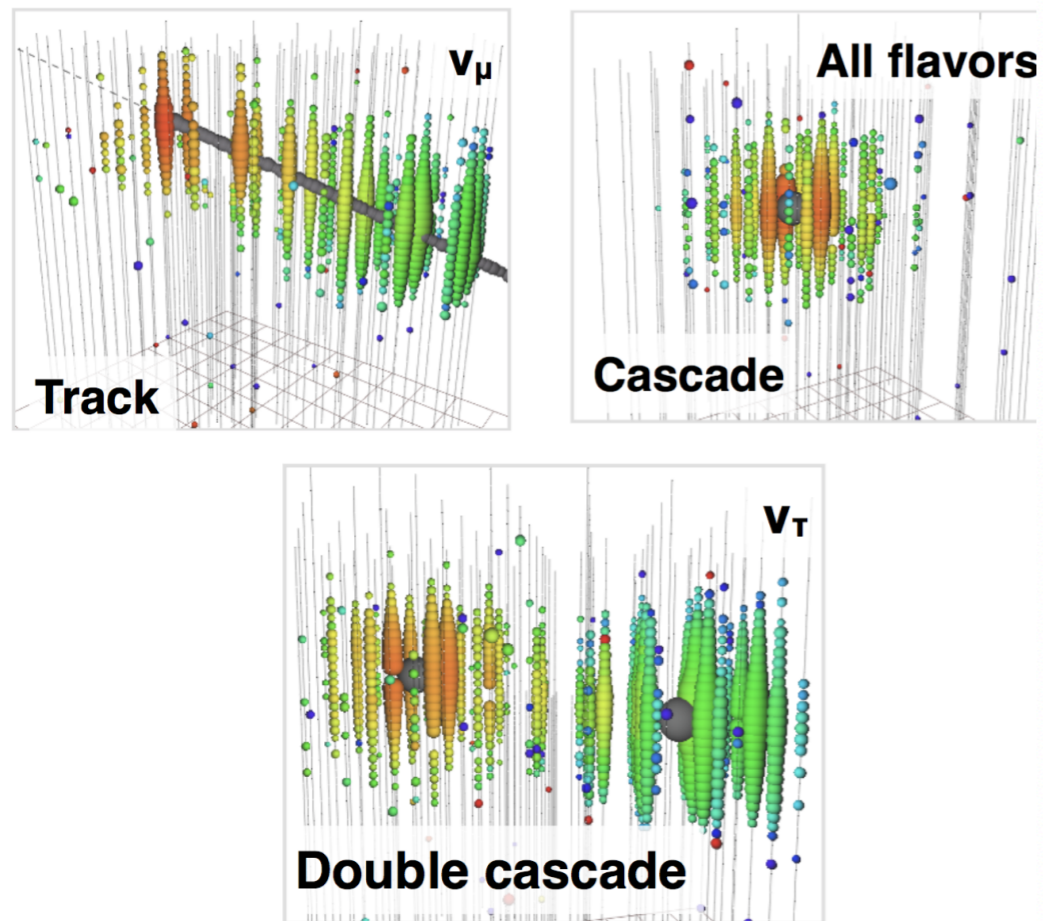 νμ
Track
All flavors
Cascade
ντ
Double cascade